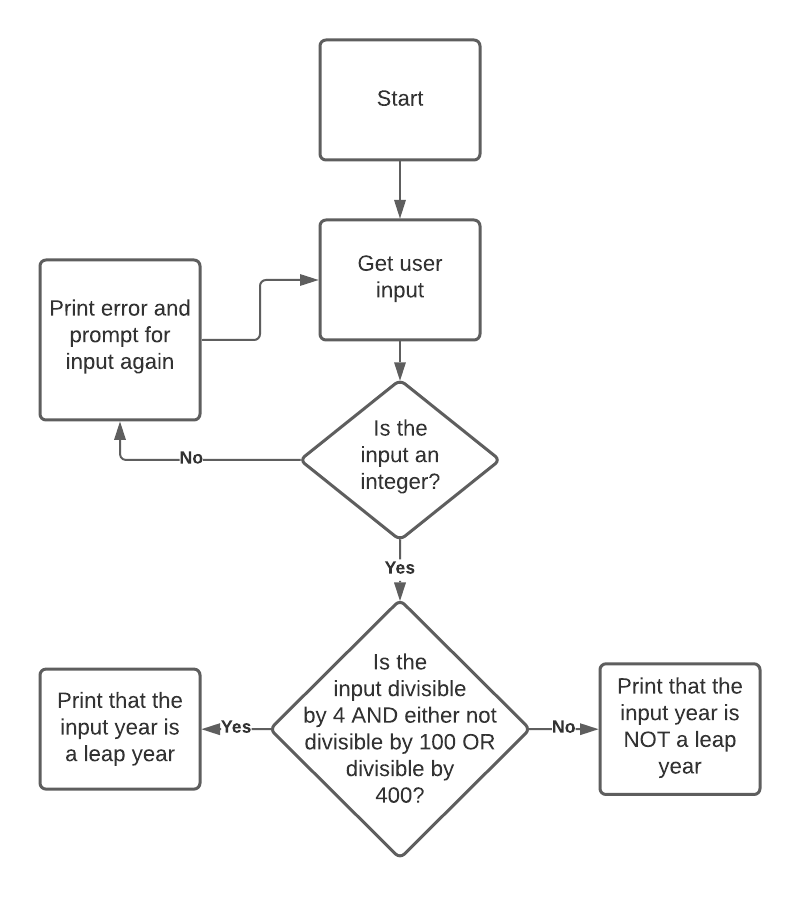 Start
Get user
input
Print error and
prompt for
input again
Is the
input an
integer?
No
Yes
Is the
input divisible
by 4 AND either not
divisible by 100 OR
divisible by
400?
Yes
Print that the
input year is
a leap year
No
Print that the
input year is
NOT a leap
year